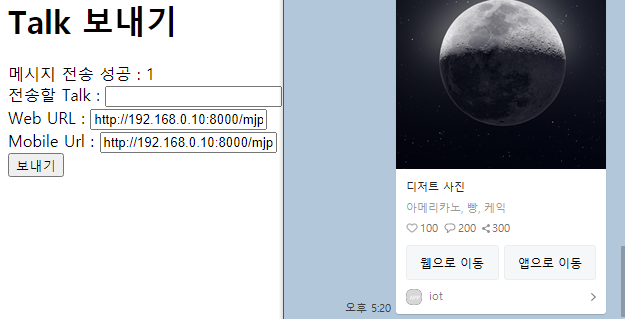 Talk 보내기
메시지 전송 성공 : 1
전송할 Talk :
Web URL : http://192.168.0.10:8000/mjp
Mobile Url : http://192.168.0.10:8000/mjp
보내기
디저트 사진
아메리카노, 빵, 케익
100 200 300
웹으로 이동 앱으로 이동
iot
오후 5:20